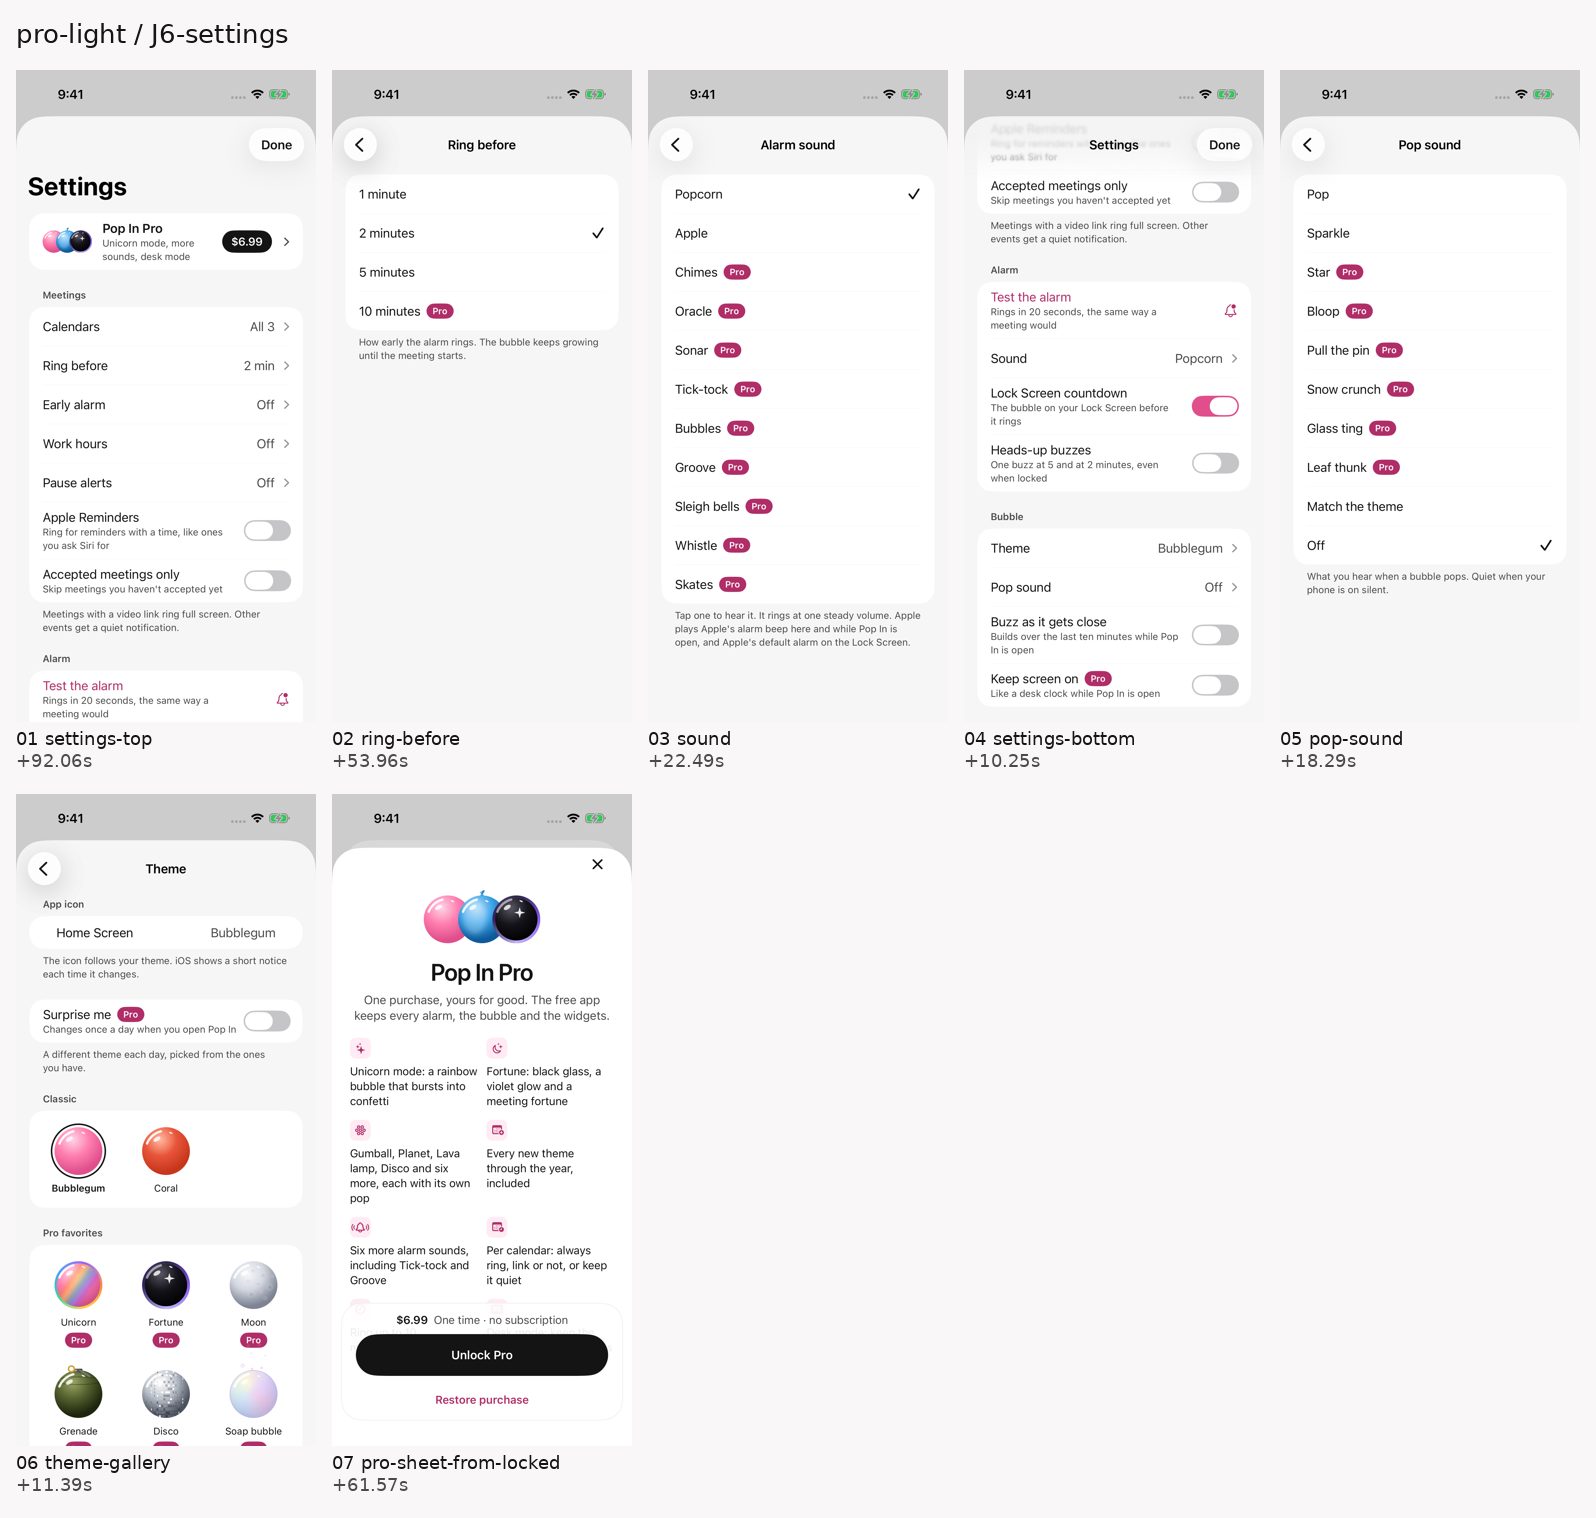 pro-light / J6-settings
9:41
Done
Settings
Pop In Pro
Unicorn mode, more
sounds, desk mode
$6.99
Meetings
Calendars All 3
Ring before 2 min
Early alarm Off
Work hours Off
Pause alerts Off
Apple Reminders
Ring for reminders with a time, like ones
you ask Siri for
Accepted meetings only
Skip meetings you haven't accepted yet
Meetings with a video link ring full screen. Other
events get a quiet notification.
Alarm
Test the alarm
Rings in 20 seconds, the same way a
meeting would
01 settings-top
+92.06s
9:41
Ring before
1 minute
2 minutes
5 minutes
10 minutes Pro
How early the alarm rings. The bubble keeps growing
until the meeting starts.
02 ring-before
+53.96s
9:41
Alarm sound
Popcorn
Apple
Chimes Pro
Oracle Pro
Sonar Pro
Tick-tock Pro
Bubbles Pro
Groove Pro
Sleigh bells Pro
Whistle Pro
Skates Pro
Tap one to hear it. It rings at one steady volume. Apple
plays Apple's alarm beep here and while Pop In is
open, and Apple's default alarm on the Lock Screen.
03 sound
+22.49s
9:41
Apple Reminders
Settings
Done
you ask Siri for
Accepted meetings only
Skip meetings you haven't accepted yet
Meetings with a video link ring full screen. Other
events get a quiet notification.
Alarm
Test the alarm
Rings in 20 seconds, the same way a
meeting would
Sound Popcorn
Lock Screen countdown
The bubble on your Lock Screen before
it rings
Heads-up buzzes
One buzz at 5 and at 2 minutes, even
when locked
Bubble
Theme Bubblegum
Pop sound Off
Buzz as it gets close
Builds over the last ten minutes while Pop
In is open
Keep screen on Pro
Like a desk clock while Pop In is open
04 settings-bottom
+10.25s
9:41
Pop sound
Pop
Sparkle
Star Pro
Bloop Pro
Pull the pin Pro
Snow crunch Pro
Glass ting Pro
Leaf thunk Pro
Match the theme
Off
What you hear when a bubble pops. Quiet when your
phone is on silent.
05 pop-sound
+18.29s
9:41
Theme
App icon
Home Screen Bubblegum
The icon follows your theme. iOS shows a short notice
each time it changes.
Surprise me Pro
Changes once a day when you open Pop In
A different theme each day, picked from the ones
you have.
Classic
Bubblegum Coral
Pro favorites
Unicorn Fortune Moon
Pro Pro Pro
Grenade Disco Soap bubble
06 theme-gallery
+11.39s
9:41
Pop In Pro
One purchase, yours for good. The free app
keeps every alarm, the bubble and the widgets.
Unicorn mode: a rainbow
bubble that bursts into
confetti
Fortune: black glass, a
violet glow and a
meeting fortune
Gumball, Planet, Lava
lamp, Disco and six
more, each with its own
pop
Every new theme
through the year,
included
Six more alarm sounds,
including Tick-tock and
Groove
Per calendar: always
ring, link or not, or keep
it quiet
$6.99 One time · no subscription
Unlock Pro
Restore purchase
07 pro-sheet-from-locked
+61.57s